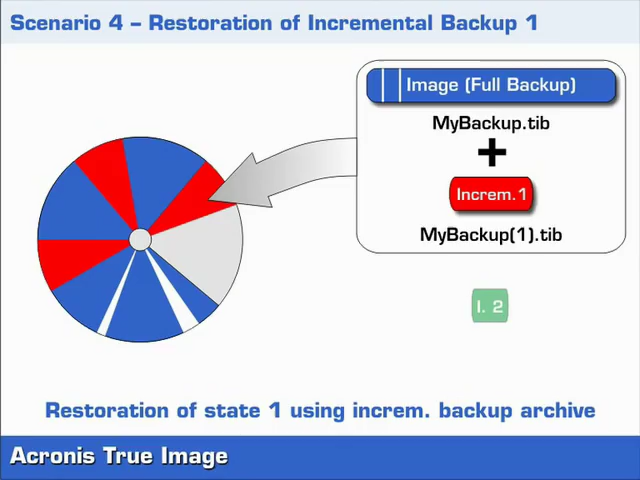 Scenario 4 – Restoration of Incremental Backup 1
Image (Full Backup)
MyBackup.tib
+
Increm.1
MyBackup(1).tib
I. 2
Restoration of state 1 using increm. backup archive
Acronis True Image